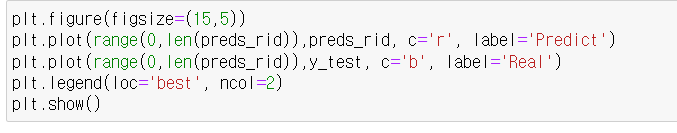 plt.figure(figsize=(15,5))
plt.plot(range(0,len(preds_rid)),preds_rid, c='r', label='Predict')
plt.plot(range(0,len(preds_rid)),y_test, c='b', label='Real')
plt.legend(loc='best', ncol=2)
plt.show()